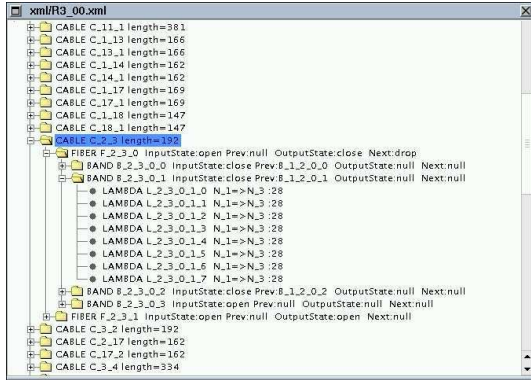 xml/R3_00.xml
CABLE C_11_1 length=381
CABLE C_1_13 length=166
CABLE C_13_1 length=166
CABLE C_1_14 length=162
CABLE C_14_1 length=162
CABLE C_1_17 length=169
CABLE C_17_1 length=169
CABLE C_1_18 length=147
CABLE C_18_1 length=147
CABLE C_2_3 length=192
FIBER F_2_3_0 InputState:open Prev:null OutputState:close Next:drop
BAND B_2_3_0_0 InputState:close Prev:B_1_2_0_0 OutputState:null Next:null
BAND B_2_3_0_1 InputState:close Prev:B_1_2_0_1 OutputState:null Next:null
LAMBDA L_2_3_0_1_0 N_1=>N_3 :28
LAMBDA L_2_3_0_1_1 N_1=>N_3 :28
LAMBDA L_2_3_0_1_2 N_1=>N_3 :28
LAMBDA L_2_3_0_1_3 N_1=>N_3 :28
LAMBDA L_2_3_0_1_4 N_1=>N_3 :28
LAMBDA L_2_3_0_1_5 N_1=>N_3 :28
LAMBDA L_2_3_0_1_6 N_1=>N_3 :28
LAMBDA L_2_3_0_1_7 N_1=>N_3 :28
BAND B_2_3_0_2 InputState:close Prev:B_1_2_0_2 OutputState:null Next:null
BAND B_2_3_0_3 InputState:open Prev:null OutputState:null Next:null
FIBER F_2_3_1 InputState:open Prev:null OutputState:open Next:null
CABLE C_3_2 length=192
CABLE C_2_17 length=162
CABLE C_17_2 length=162
CABLE C_3_4 length=334